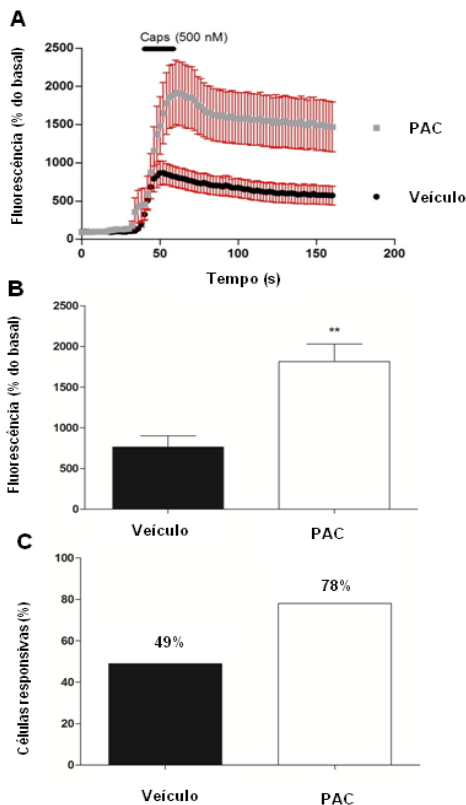 A
Caps (500 nM)
Fluorescência (% do basal)
2500
2000
1500
1000
500
0
0 50 100 150 200
Tempo (s)
PAC
Veículo
B
Fluorescência (% do basal)
2500
2000
1500
1000
500
0
**
Veículo PAC
C
Células responsivas (%)
100
80
60
40
20
0
49%
78%
Veículo PAC